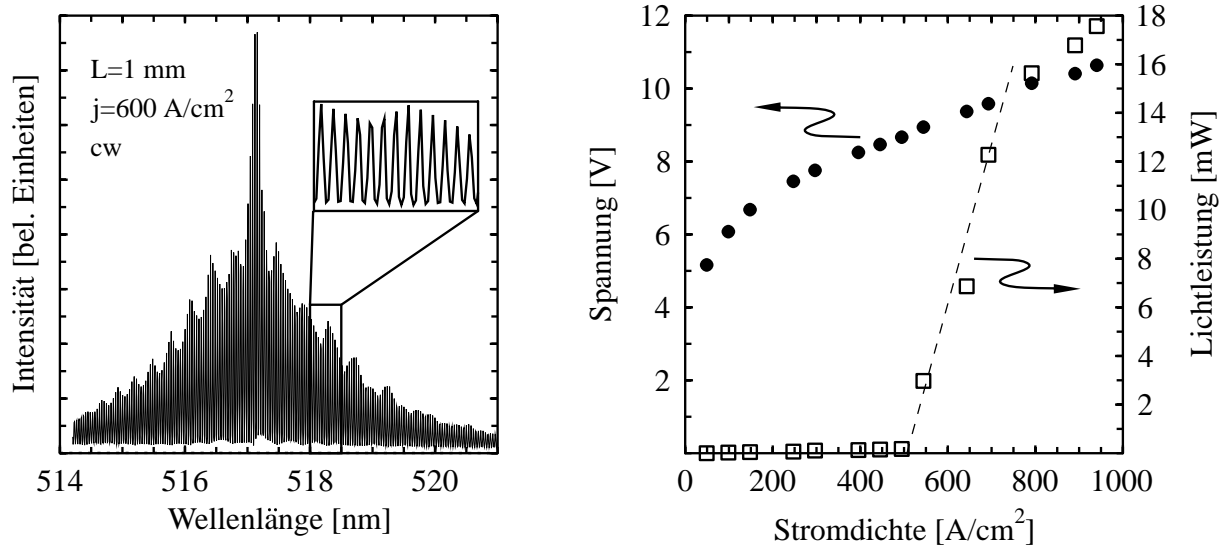 Intensität [bel. Einheiten]
L=1 mm
j=600 A/cm²
cw
514 516 518 520
Wellenlänge [nm]
Spannung [V]
12
10
8
6
4
2
18
16
14
12
10
8
6
4
2
Lichtleistung [mW]
0 200 400 600 800 1000
Stromdichte [A/cm²]